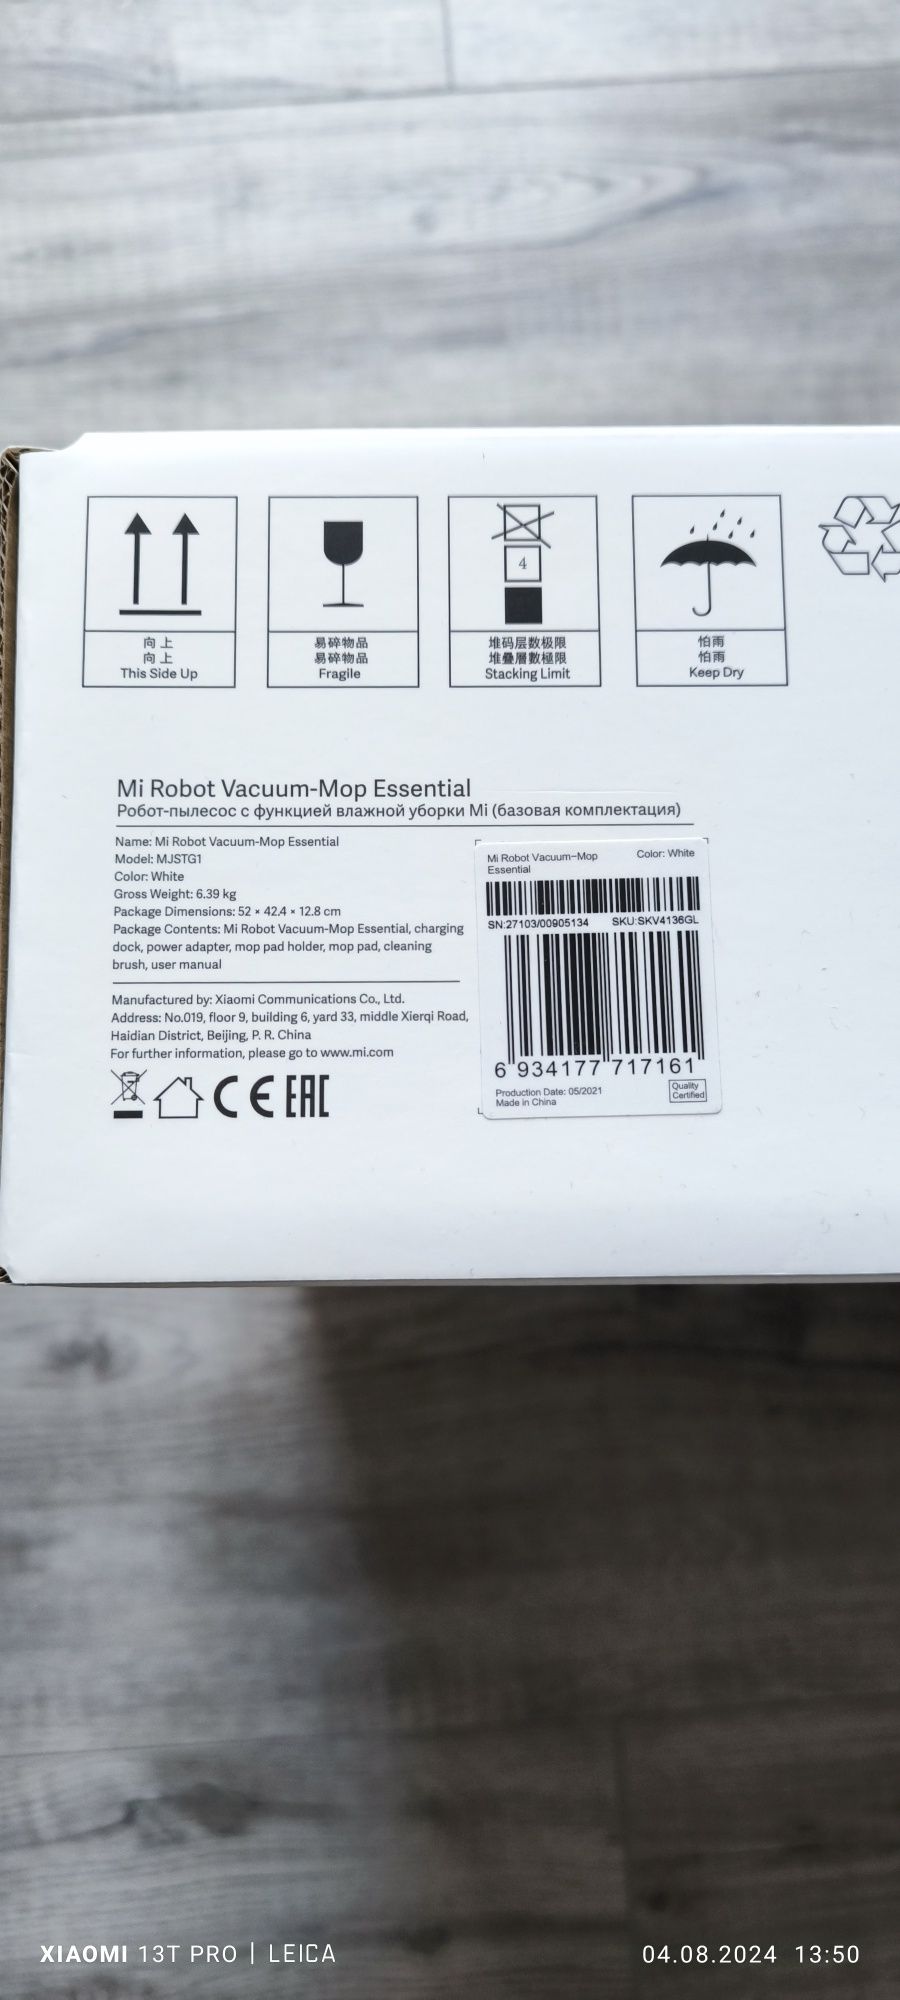 4
向上
向上
This Side Up
易碎物品
易碎物品
Fragile
堆码层数极限
堆疊層數極限
Stacking Limit
怕雨
怕雨
Keep Dry
Mi Robot Vacuum-Mop Essential
Робот-пылесос с функцией влажной уборки Mi (базовая комплектация)
Name: Mi Robot Vacuum-Mop Essential
Model: MJSTG1
Color: White
Gross Weight: 6.39 kg
Package Dimensions: 52 × 42.4 × 12.8 cm
Package Contents: Mi Robot Vacuum-Mop Essential, charging
dock, power adapter, mop pad holder, mop pad, cleaning
brush, user manual
Manufactured by: Xiaomi Communications Co., Ltd.
Address: No.019, floor 9, building 6, yard 33, middle Xierqi Road,
Haidian District, Beijing, P. R. China
For further information, please go to www.mi.com
CE EAC
Mi Robot Vacuum-Mop
Essential
Color: White
SN:27103/00905134 SKU:SKV4136GL
6 934177 717161
Production Date: 05/2021
Made in China
Quality
Certified
XIAOMI 13T PRO | LEICA
04.08.2024 13:50